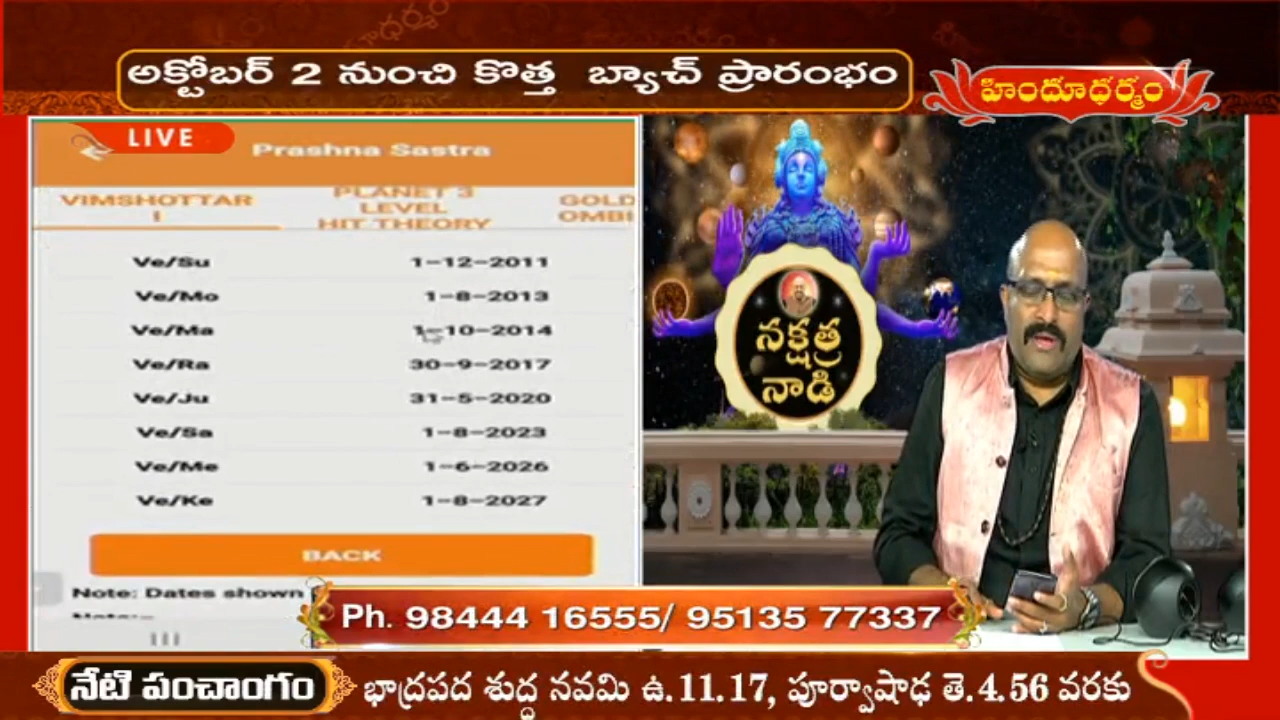 అక్టోబర్ 2 నుంచి కొత్త బ్యాచ్ ప్రారంభం
హిందూధర్మం
LIVE
Prashna Sastra
VIMSHOTTAR
I
PLANET 3
LEVEL
HIT THEORY
GOLD
OMBI
Ve/Su 1-12-2011
Ve/Mo 1-8-2013
Ve/Ma 1-10-2014
Ve/Ra 30-9-2017
Ve/Ju 31-5-2020
Ve/Sa 1-8-2023
Ve/Me 1-6-2026
Ve/Ke 1-8-2027
BACK
Note: Dates shown
నక్షత్ర
నాడి
Ph. 98444 16555/ 95135 77337
నేటి పంచాంగం
భాద్రపద శుద్ధ నవమి ఉ.11.17, పూర్వాషాఢ తె.4.56 వరకు